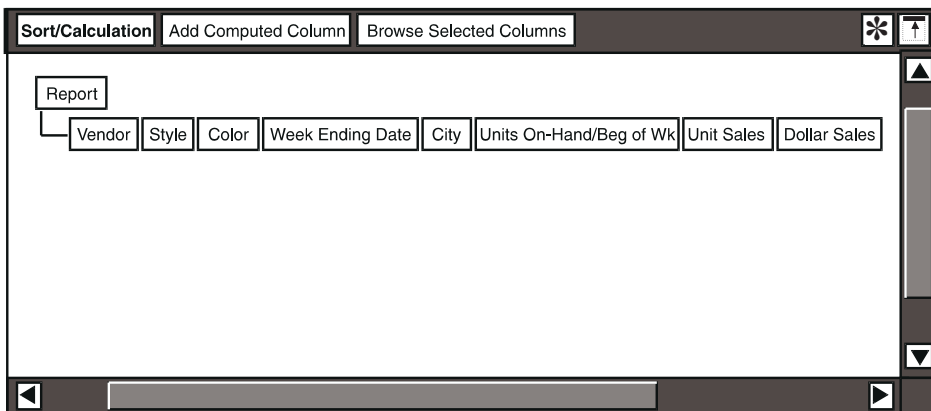 Sort/Calculation Add Computed Column Browse Selected Columns
Report
Vendor Style Color Week Ending Date City Units On-Hand/Beg of Wk Unit Sales Dollar Sales